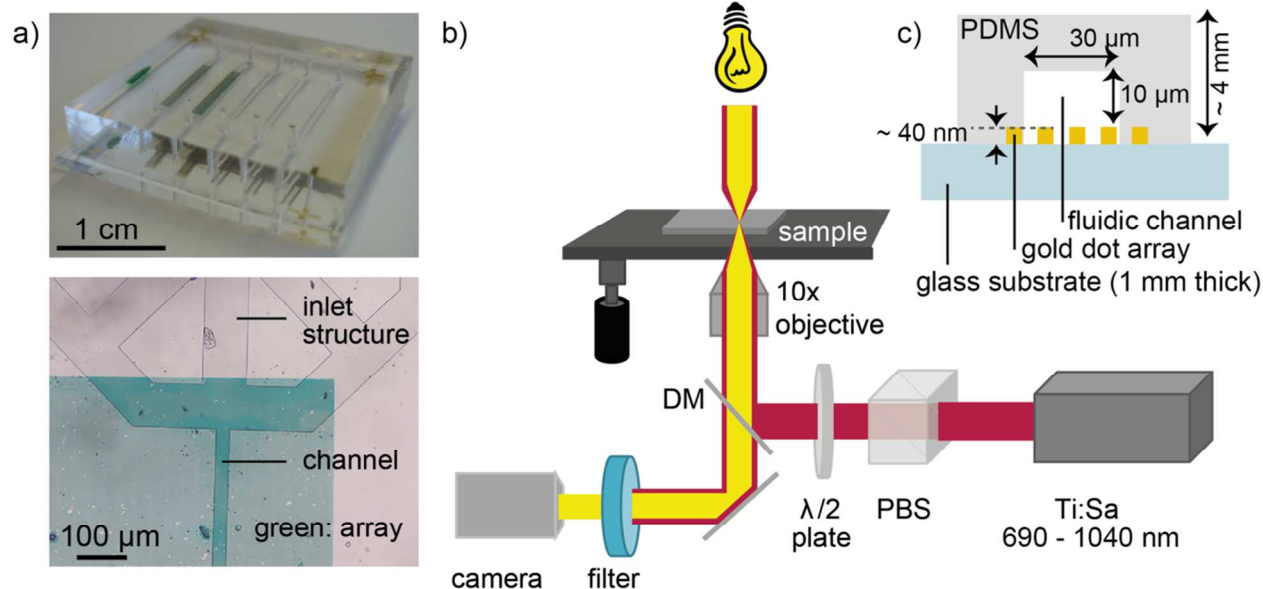 a)
1 cm
inlet
structure
channel
green: array
100 µm
b)
sample
10x
objective
DM
λ/2
plate
PBS
Ti:Sa
690 - 1040 nm
camera
filter
c)
PDMS
30 µm
10 µm
~ 4 mm
~ 40 nm
fluidic channel
gold dot array
glass substrate (1 mm thick)